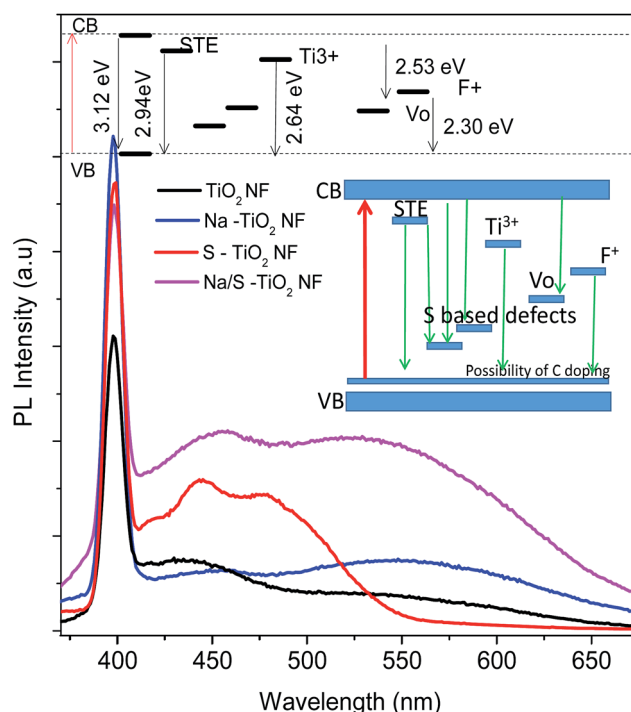 CB
STE
Ti3+
3.12 eV
2.94eV
2.64 eV
2.53 eV
F+
Vo
2.30 eV
VB
TiO2 NF
Na -TiO2 NF
S - TiO2 NF
Na/S -TiO2 NF
CB
STE
Ti³⁺
F⁺
Vo
S based defects
Possibility of C doping
VB
PL Intensity (a.u)
400 450 500 550 600 650
Wavelength (nm)